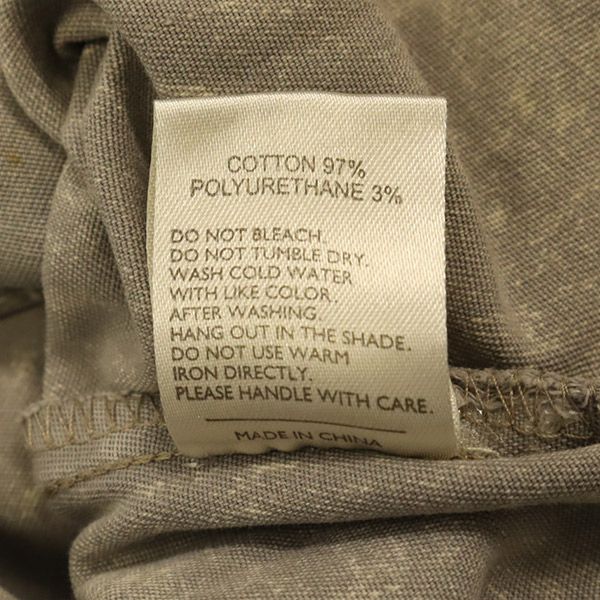 COTTON 97%
POLYURETHANE 3%
DO NOT BLEACH.
DO NOT TUMBLE DRY.
WASH COLD WATER
WITH LIKE COLOR.
AFTER WASHING.
HANG OUT IN THE SHADE.
DO NOT USE WARM
IRON DIRECTLY.
PLEASE HANDLE WITH CARE.
MADE IN CHINA